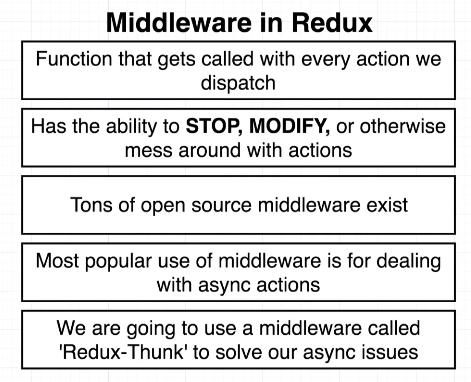 Middleware in Redux
Function that gets called with every action we
dispatch
Has the ability to STOP, MODIFY, or otherwise
mess around with actions
Tons of open source middleware exist
Most popular use of middleware is for dealing
with async actions
We are going to use a middleware called
'Redux-Thunk' to solve our async issues